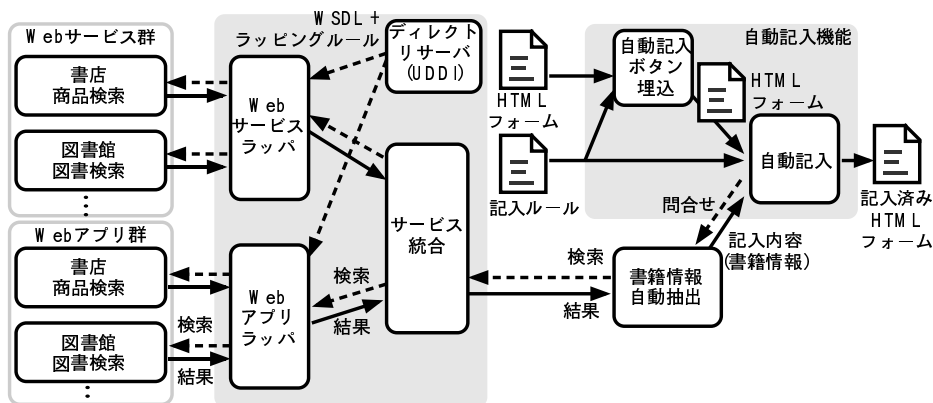 Webサービス群
書店
商品検索
図書館
図書検索
⋮
Webアプリ群
書店
商品検索
図書館
図書検索
⋮
検索
結果
WSDL+
ラッピングルール
ディレクト
リサーバ
(UDDI)
Web
サービス
ラッパ
Web
アプリ
ラッパ
サービス
統合
検索
結果
検索
結果
HTML
フォーム
記入ルール
自動記入機能
自動記入
ボタン
埋込
HTML
フォーム
自動記入
記入済み
HTML
フォーム
問合せ
記入内容
(書籍情報)
書籍情報
自動抽出